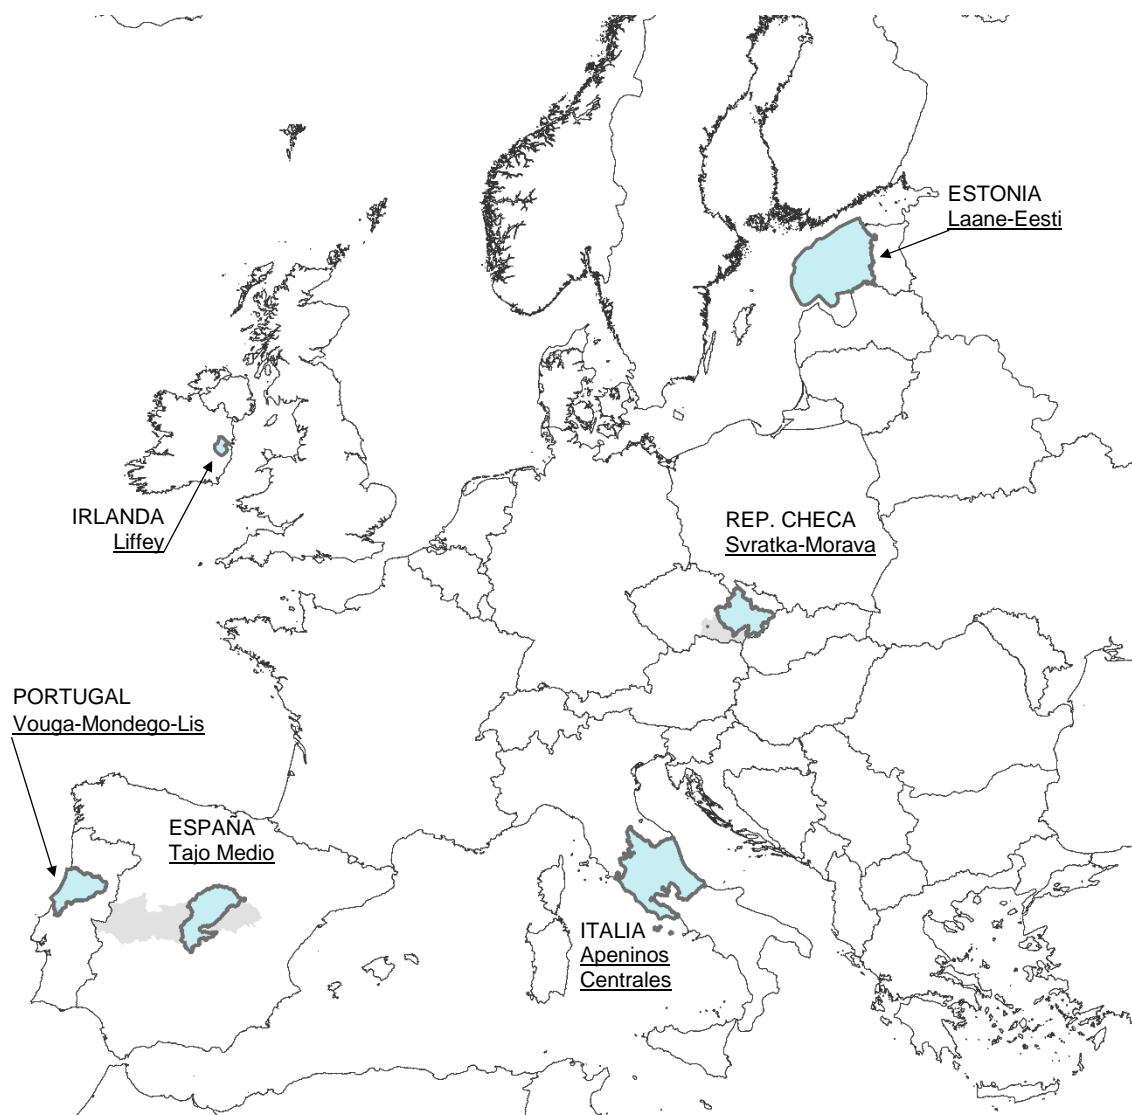 ESTONIA
Laane-Eesti
IRLANDA
Liffey
REP. CHECA
Svratka-Morava
PORTUGAL
Vouga-Mondego-Lis
ESPAÑA
Tajo Medio
ITALIA
Apeninos
Centrales